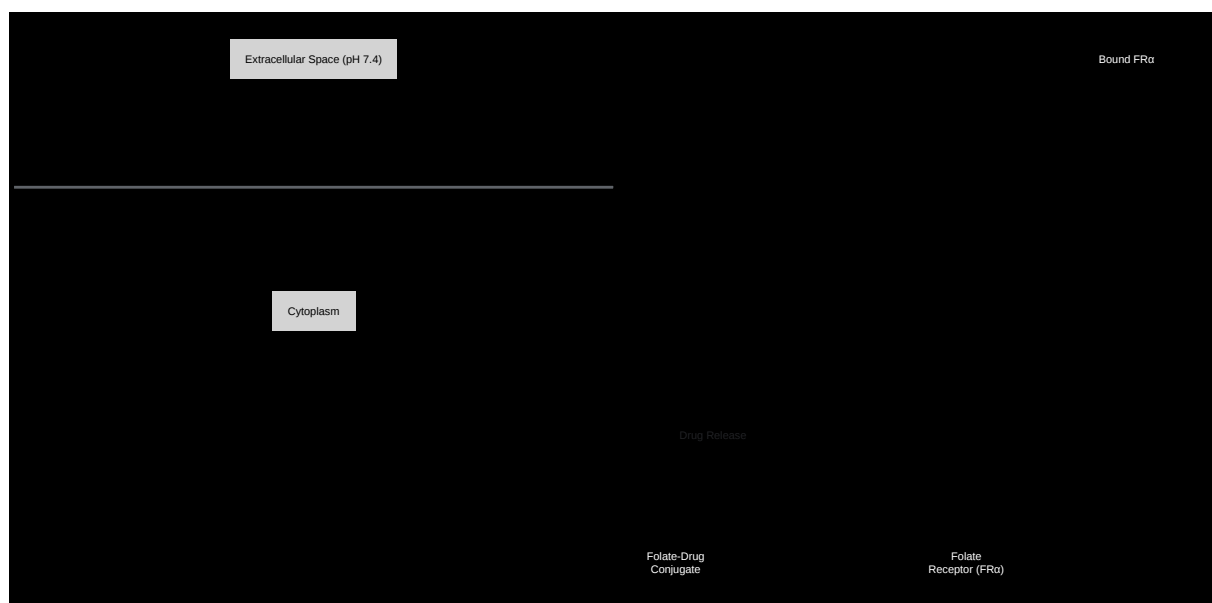 Extracellular Space (pH 7.4)
Bound FRα
Cytoplasm
Drug Release
Folate-Drug
Conjugate
Folate
Receptor (FRα)